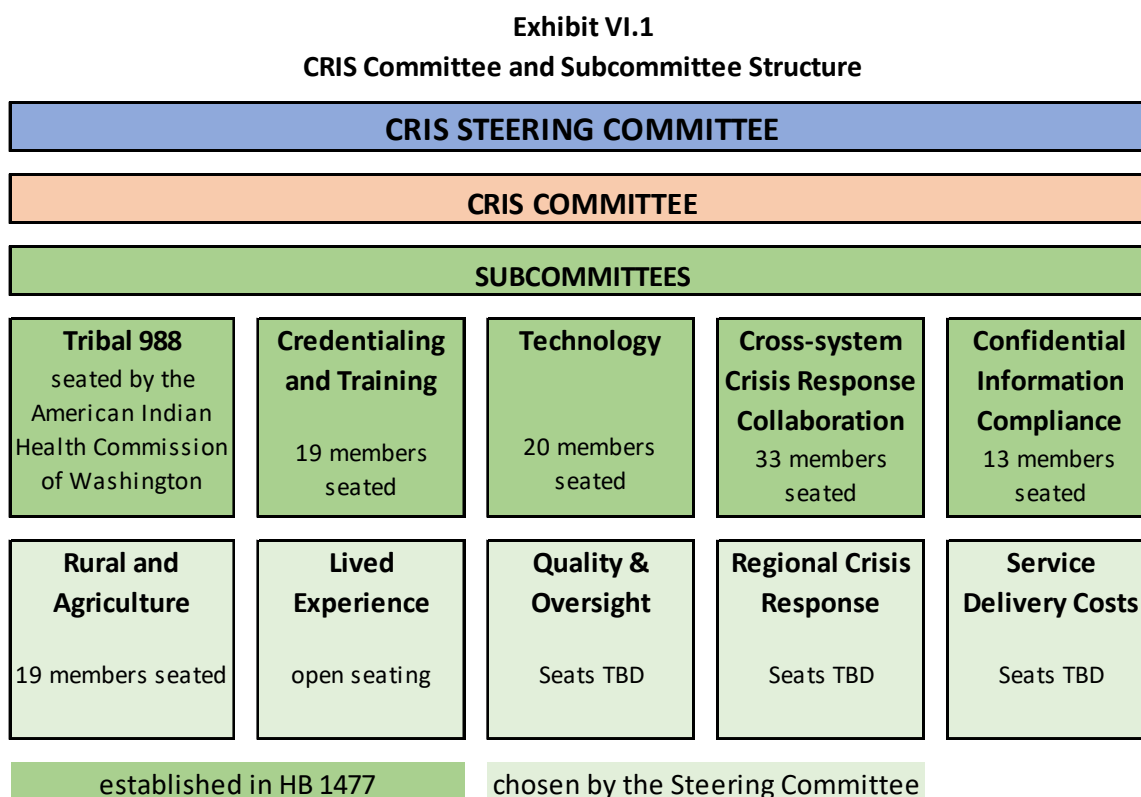 Exhibit VI.1
CRIS Committee and Subcommittee Structure
CRIS STEERING COMMITTEE
CRIS COMMITTEE
SUBCOMMITTEES
Tribal 988
seated by the
American Indian
Health Commission
of Washington
Credentialing
and Training
19 members
seated
Technology
20 members
seated
Cross-system
Crisis Response
Collaboration
33 members
seated
Confidential
Information
Compliance
13 members
seated
Rural and
Agriculture
19 members seated
Lived
Experience
open seating
Quality &
Oversight
Seats TBD
Regional Crisis
Response
Seats TBD
Service
Delivery Costs
Seats TBD
established in HB 1477
chosen by the Steering Committee